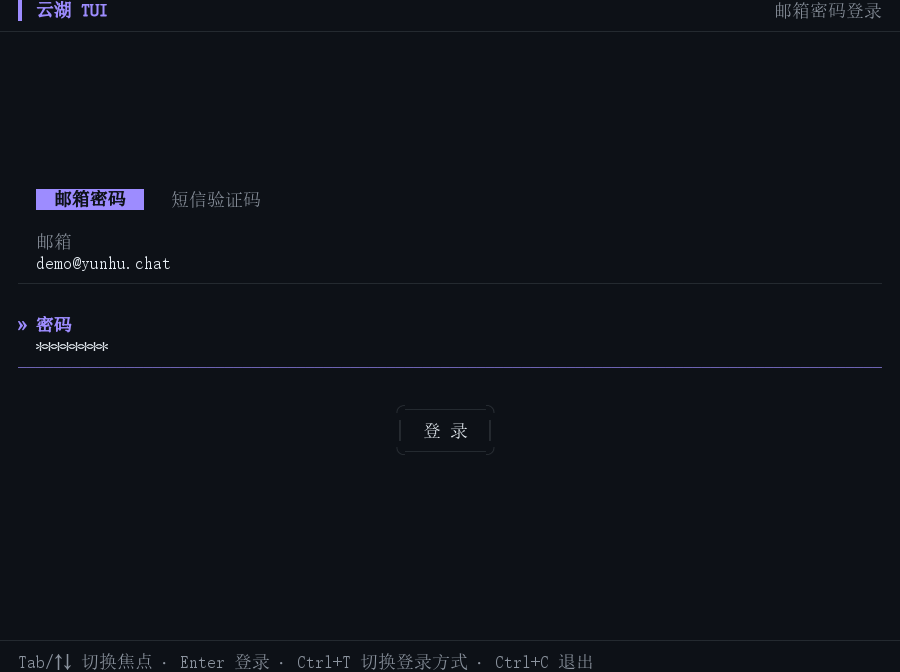 云湖 TUI 邮箱密码登录
邮箱密码 短信验证码
邮箱
demo@yunhu.chat
» 密码
********
登 录
Tab/↑↓ 切换焦点 · Enter 登录 · Ctrl+T 切换登录方式 · Ctrl+C 退出